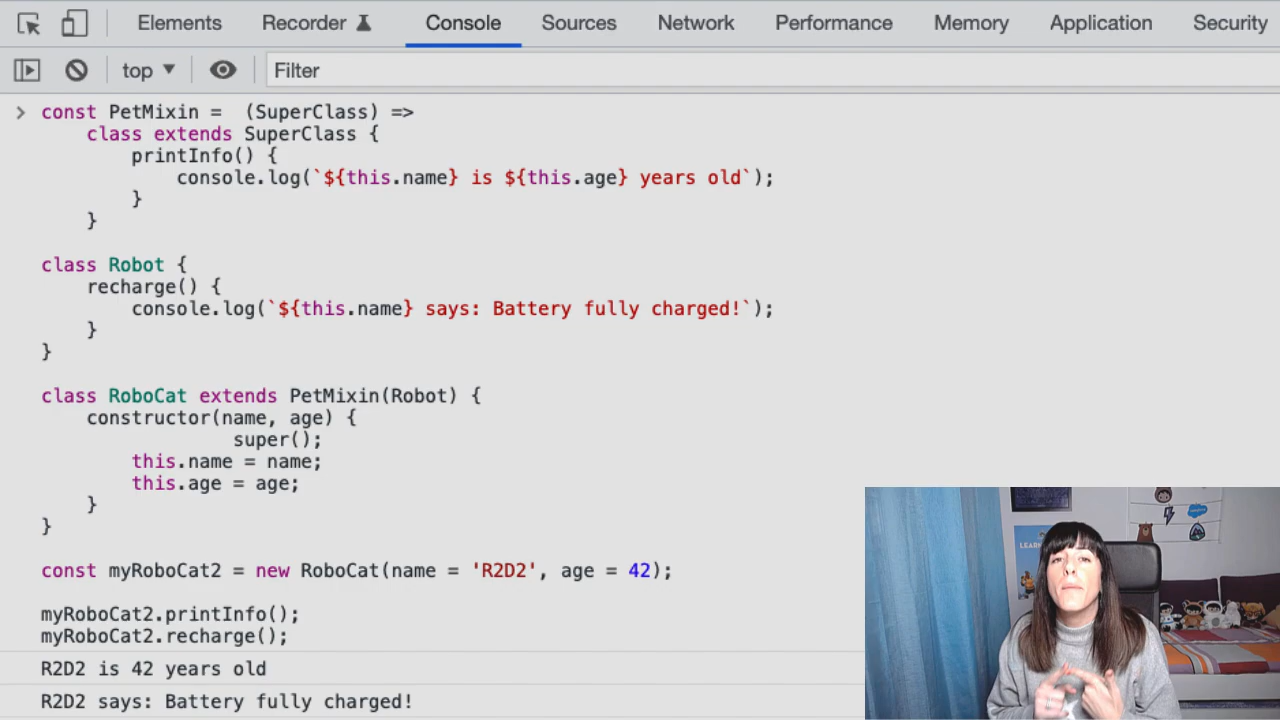 Elements Recorder Console Sources Network Performance Memory Application Security
top Filter
const PetMixin =  (SuperClass) =>
class extends SuperClass {
printInfo() {
console.log(`${this.name} is ${this.age} years old`);
}
}
class Robot {
recharge() {
console.log(`${this.name} says: Battery fully charged!`);
}
}
class RoboCat extends PetMixin(Robot) {
constructor(name, age) {
super();
this.name = name;
this.age = age;
}
}
const myRoboCat2 = new RoboCat(name = 'R2D2', age = 42);
myRoboCat2.printInfo();
myRoboCat2.recharge();
R2D2 is 42 years old
R2D2 says: Battery fully charged!